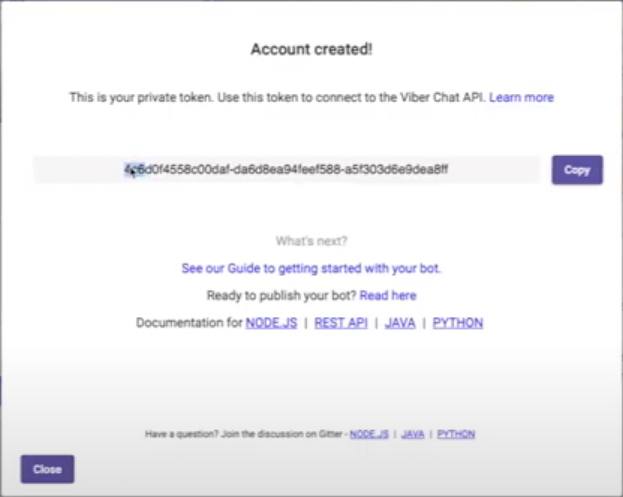 Account created!
This is your private token. Use this token to connect to the Viber Chat API. Learn more
Copy
What's next?
See our Guide to getting started with your bot.
Ready to publish your bot? Read here
Documentation for NODE.JS | REST API | JAVA | PYTHON
Have a question? Join the discussion on Gitter - NODE.JS | JAVA | PYTHON
Close